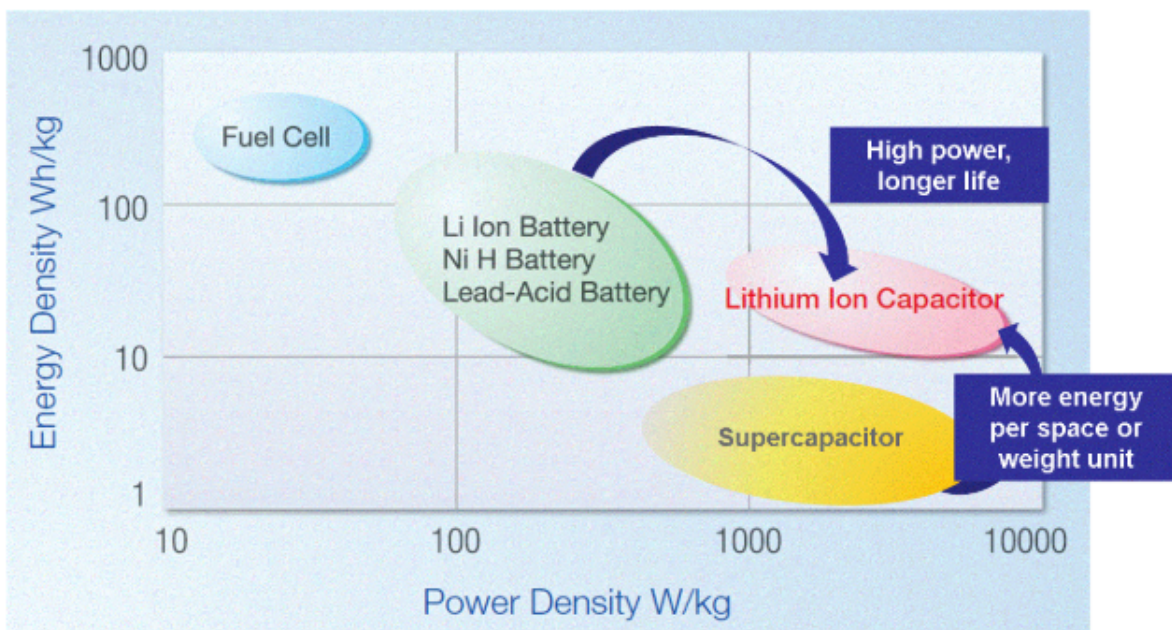 1000
Fuel Cell
High power,
longer life
100
Li Ion Battery
Ni H Battery
Lead-Acid Battery
Lithium Ion Capacitor
10
More energy
per space or
weight unit
Supercapacitor
1
10
100
1000
10000
Energy Density Wh/kg
Power Density W/kg